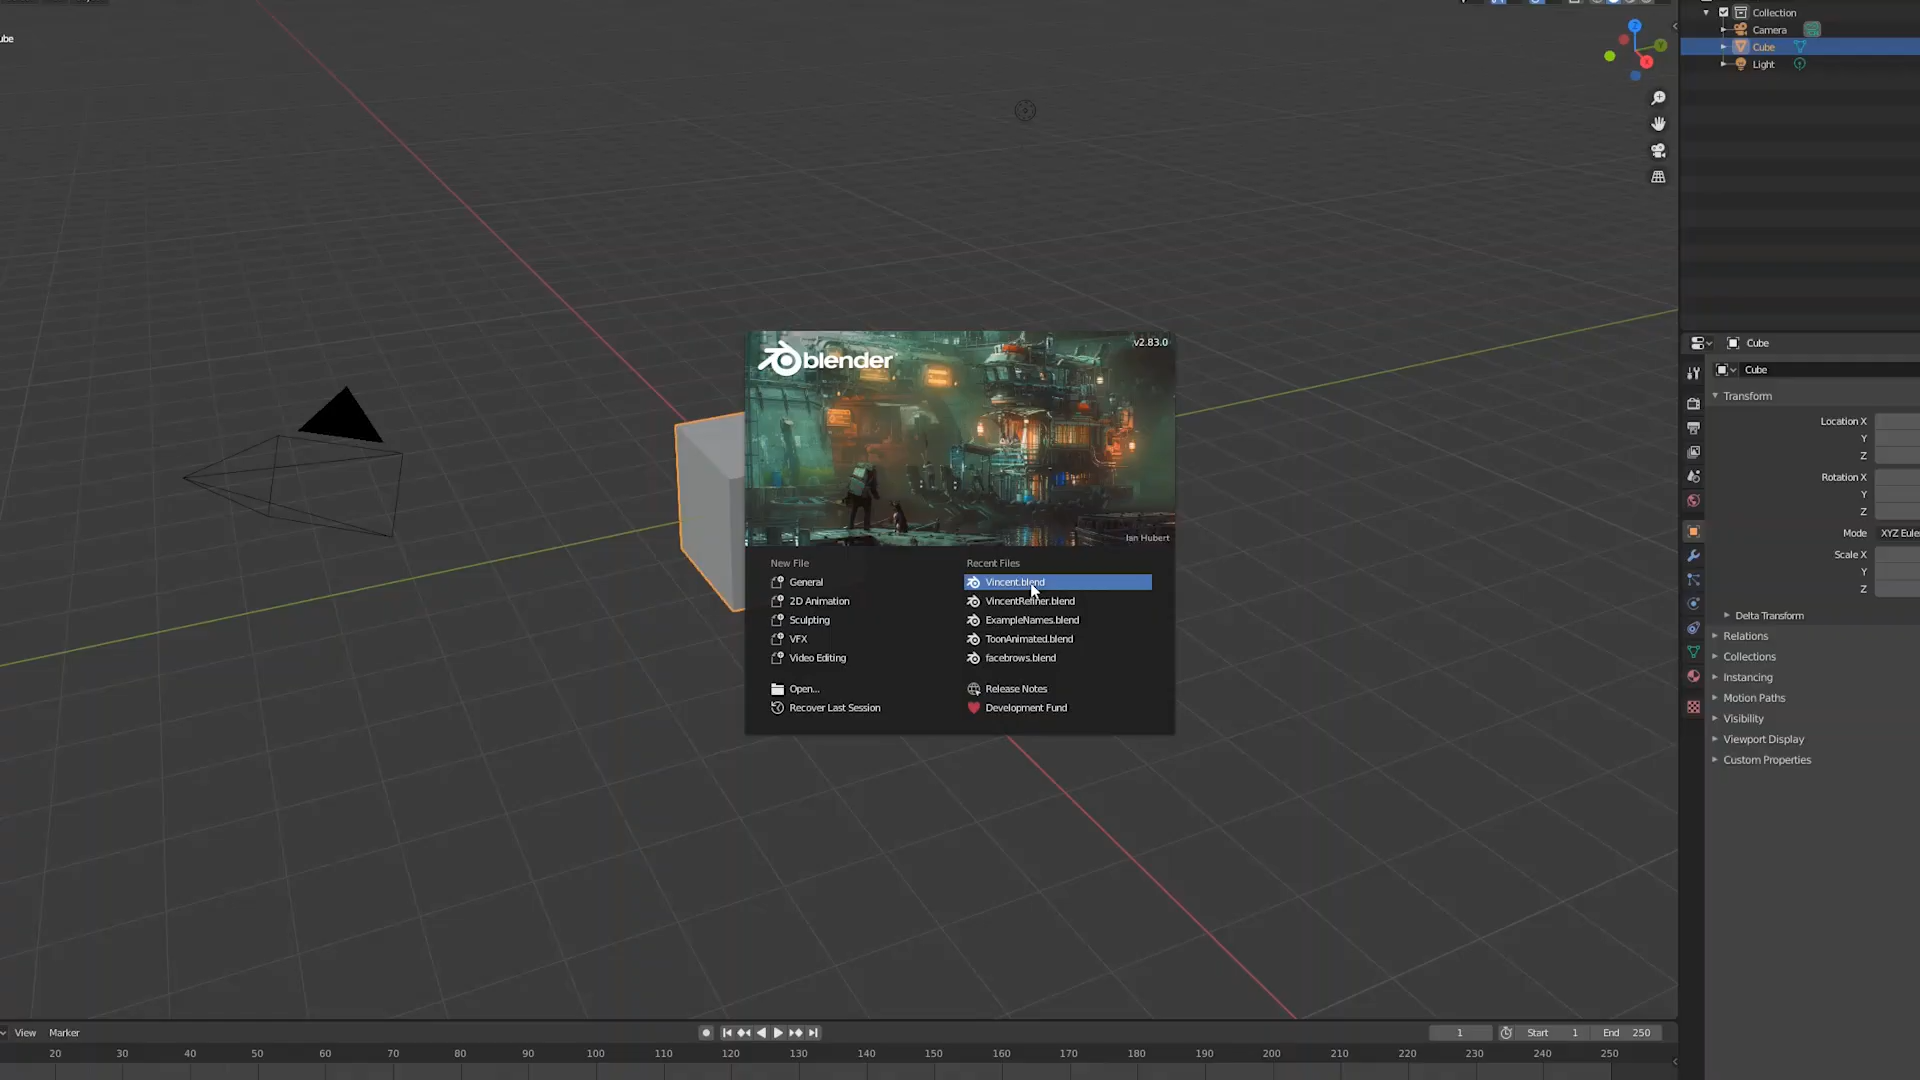 ube
Collection
Camera
Cube
Light
Z
Y
X
blender
v2.83.0
Ian Hubert
New File
General
2D Animation
Sculpting
VFX
Video Editing
Open...
Recover Last Session
Recent Files
Vincent.blend
VincentRefiner.blend
ExampleNames.blend
ToonAnimated.blend
facebrows.blend
Release Notes
Development Fund
Cube
Cube
Transform
Location X
Y
Z
Rotation X
Y
Z
Mode XYZ Eule
Scale X
Y
Z
Delta Transform
Relations
Collections
Instancing
Motion Paths
Visibility
Viewport Display
Custom Properties
View Marker
1 Start 1 End 250
20 30 40 50 60 70 80 90 100 110 120 130 140 150 160 170 180 190 200 210 220 230 240 250